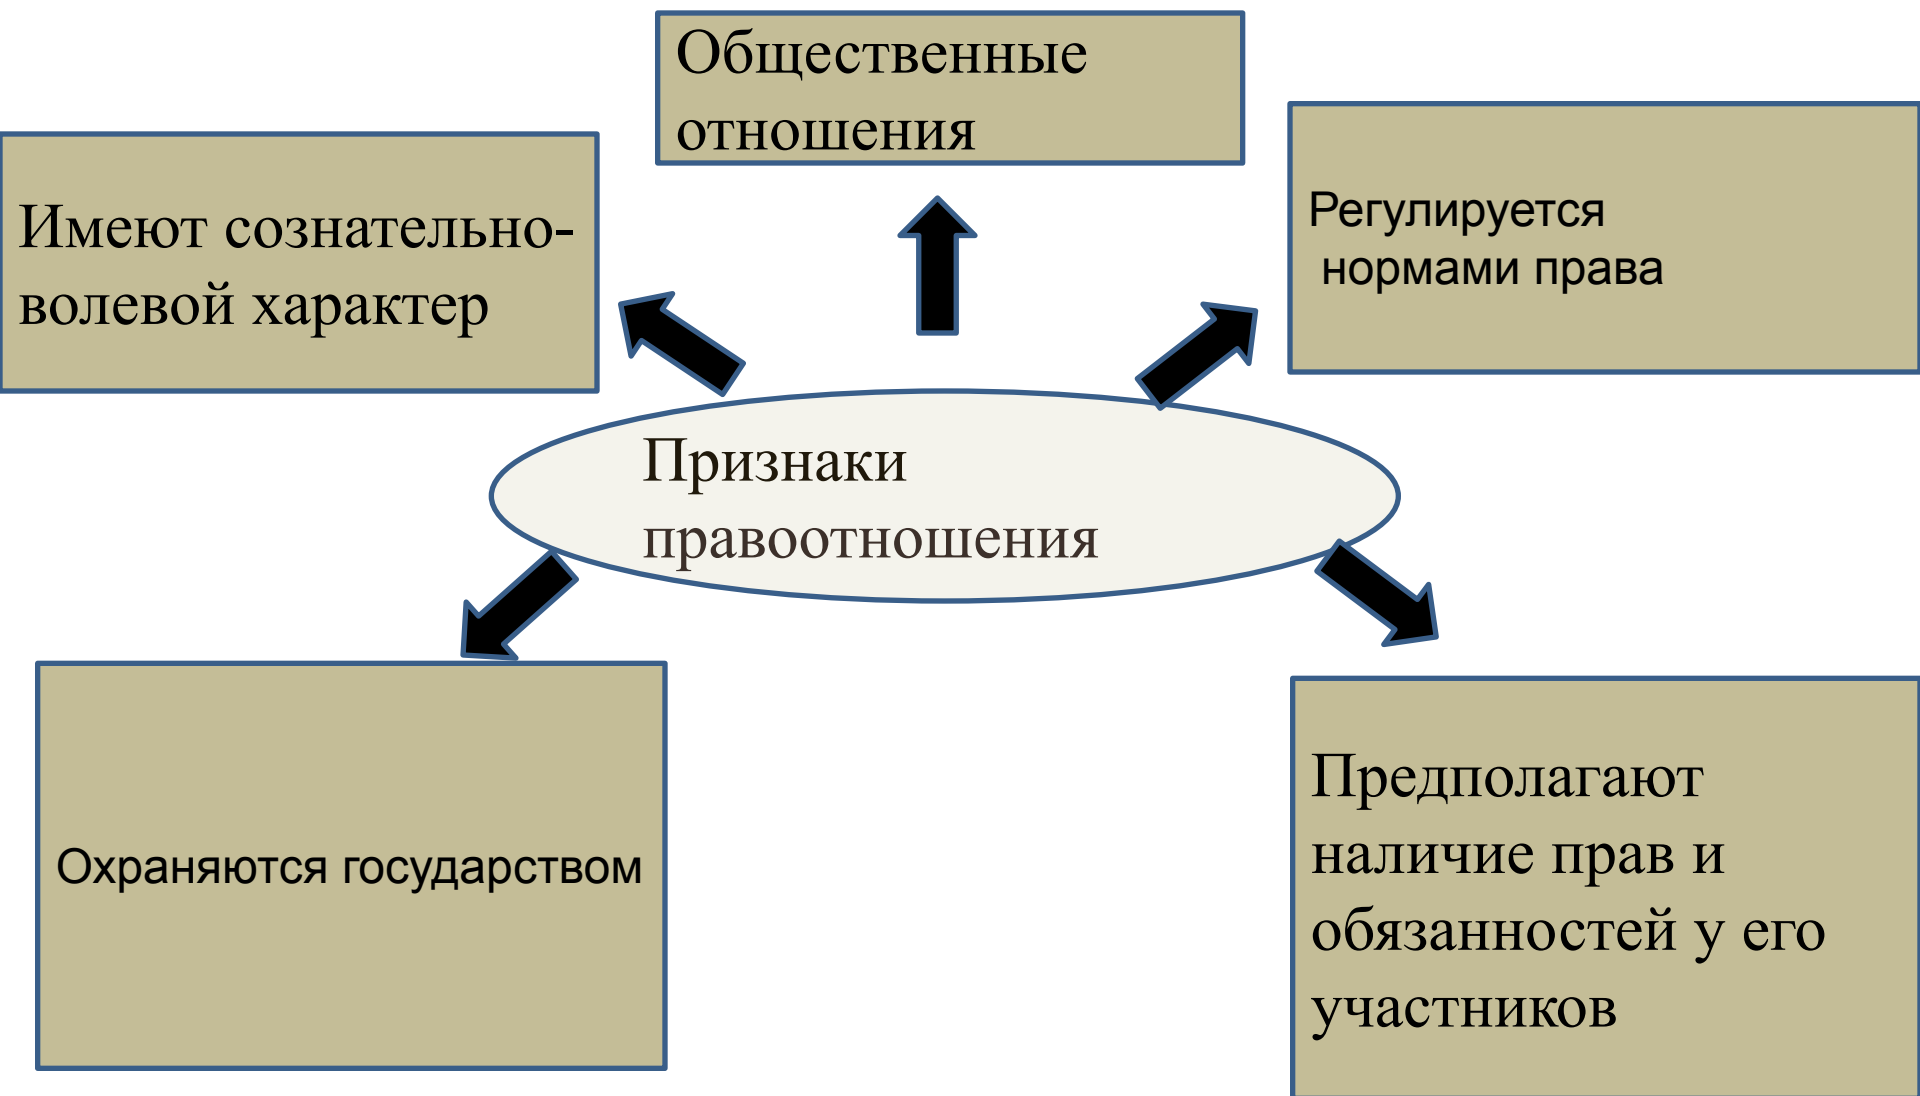 Общественные
отношения
Имеют сознательно-
волевой характер
Регулируется
нормами права
Признаки
правоотношения
Охраняются государством
Предполагают
наличие прав и
обязанностей у его
участников